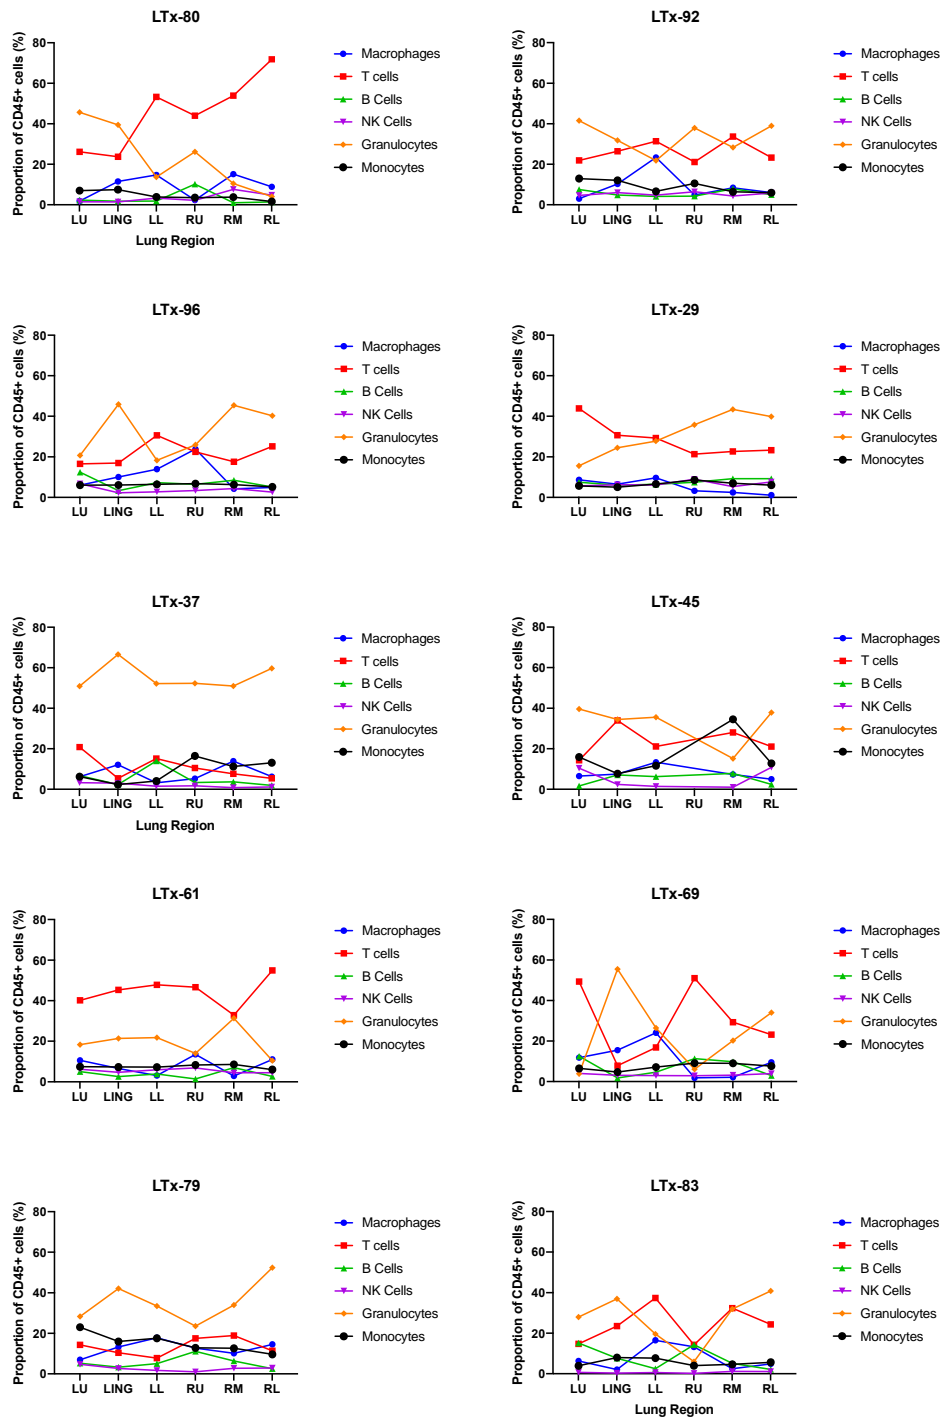 LTx-80
Proportion of CD45+ cells (%)
80
60
40
20
0
LU LING LL RU RM RL
Lung Region
Macrophages
T cells
B Cells
NK Cells
Granulocytes
Monocytes
LTx-92
Proportion of CD45+ cells (%)
80
60
40
20
0
LU LING LL RU RM RL
Macrophages
T cells
B Cells
NK Cells
Granulocytes
Monocytes
LTx-96
Proportion of CD45+ cells (%)
80
60
40
20
0
LU LING LL RU RM RL
Macrophages
T cells
B Cells
NK Cells
Granulocytes
Monocytes
LTx-29
Proportion of CD45+ cells (%)
80
60
40
20
0
LU LING LL RU RM RL
Macrophages
T cells
B Cells
NK Cells
Granulocytes
Monocytes
LTx-37
Proportion of CD45+ cells (%)
80
60
40
20
0
LU LING LL RU RM RL
Lung Region
Macrophages
T cells
B Cells
NK Cells
Granulocytes
Monocytes
LTx-45
Proportion of CD45+ cells (%)
80
60
40
20
0
LU LING LL RU RM RL
Macrophages
T cells
B Cells
NK Cells
Granulocytes
Monocytes
LTx-61
Proportion of CD45+ cells (%)
80
60
40
20
0
LU LING LL RU RM RL
Macrophages
T cells
B Cells
NK Cells
Granulocytes
Monocytes
LTx-69
Proportion of CD45+ cells (%)
80
60
40
20
0
LU LING LL RU RM RL
Macrophages
T cells
B Cells
NK Cells
Granulocytes
Monocytes
LTx-79
Proportion of CD45+ cells (%)
80
60
40
20
0
LU LING LL RU RM RL
Macrophages
T cells
B Cells
NK Cells
Granulocytes
Monocytes
LTx-83
Proportion of CD45+ cells (%)
80
60
40
20
0
LU LING LL RU RM RL
Lung Region
Macrophages
T cells
B Cells
NK Cells
Granulocytes
Monocytes